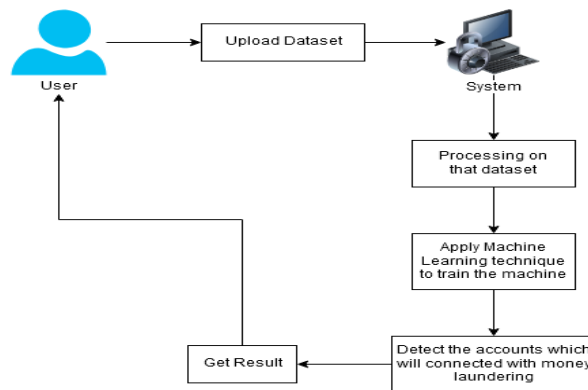 Upload Dataset
User
System
Processing on
that dataset
Apply Machine
Learning technique
to train the machine
Detect the accounts which
will connected with money
laundering
Get Result